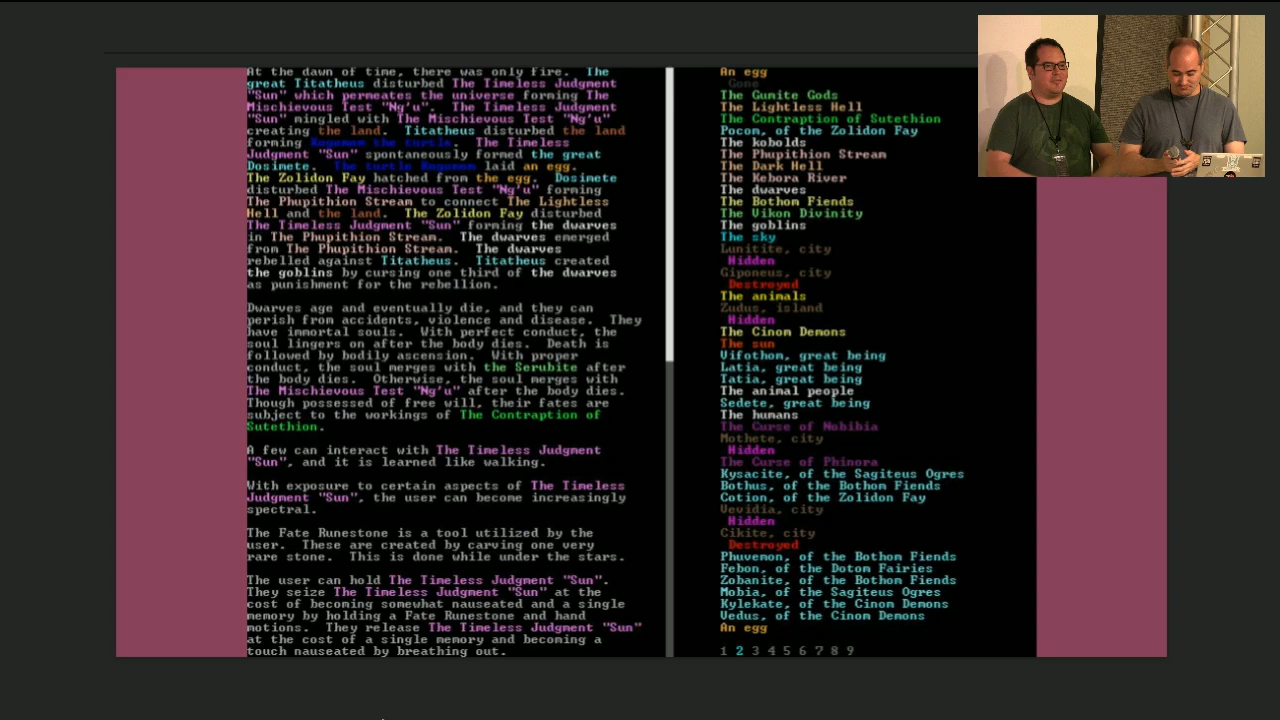 At the dawn of time, there was only fire.  The
great Titatheus disturbed The Timeless Judgment
"Sun" which permeates the universe forming The
Mischievous Test "Ng'u".  The Timeless Judgment
"Sun" mingled with The Mischievous Test "Ng'u"
creating the land.  Titatheus disturbed the land
forming Kogemom the turtle.  The Timeless
Judgment "Sun" spontaneously formed the great
Dosimete.  The turtle Kogemom laid an egg.
The Zolidon Fay hatched from the egg.  Dosimete
disturbed The Mischievous Test "Ng'u" forming
The Phupithion Stream to connect The Lightless
Hell and the land.  The Zolidon Fay disturbed
The Timeless Judgment "Sun" forming the dwarves
in The Phupithion Stream.  The dwarves emerged
from The Phupithion Stream.  The dwarves
rebelled against Titatheus.  Titatheus created
the goblins by cursing one third of the dwarves
as punishment for the rebellion.
Dwarves age and eventually die, and they can
perish from accidents, violence and disease.  They
have immortal souls.  With perfect conduct, the
soul lingers on after the body dies.  Death is
followed by bodily ascension.  With proper
conduct, the soul merges with the Serubite after
the body dies.  Otherwise, the soul merges with
The Mischievous Test "Ng'u" after the body dies.
Though possessed of free will, their fates are
subject to the workings of The Contraption of
Sutethion.
A few can interact with The Timeless Judgment
"Sun", and it is learned like walking.
With exposure to certain aspects of The Timeless
Judgment "Sun", the user can become increasingly
spectral.
The Fate Runestone is a tool utilized by the
user.  These are created by carving one very
rare stone.  This is done while under the stars.
The user can hold The Timeless Judgment "Sun".
They seize The Timeless Judgment "Sun" at the
cost of becoming somewhat nauseated and a single
memory by holding a Fate Runestone and hand
motions.  They release The Timeless Judgment "Sun"
at the cost of a single memory and becoming a
touch nauseated by breathing out.
An egg
Gone
The Gumite Gods
The Lightless Hell
The Contraption of Sutethion
Pocom, of the Zolidon Fay
The kobolds
The Phupithion Stream
The Dark Hell
The Kebora River
The dwarves
The Bothom Fiends
The Vikon Divinity
The goblins
The sky
Lunitite, city
Hidden
Giponeus, city
Destroyed
The animals
Zudus, island
Hidden
The Cinom Demons
The sun
Vifothom, great being
Latia, great being
Tatia, great being
The animal people
Sedete, great being
The humans
The Curse of Nobibia
Mothete, city
Hidden
The Curse of Phinora
Kysacite, of the Sagiteus Ogres
Bothus, of the Bothom Fiends
Cotion, of the Zolidon Fay
Vevidia, city
Hidden
Cikite, city
Destroyed
Phuvemon, of the Bothom Fiends
Febon, of the Dotom Fairies
Zobanite, of the Bothom Fiends
Mobia, of the Sagiteus Ogres
Kylekate, of the Cinom Demons
Vedus, of the Cinom Demons
An egg
1 2 3 4 5 6 7 8 9